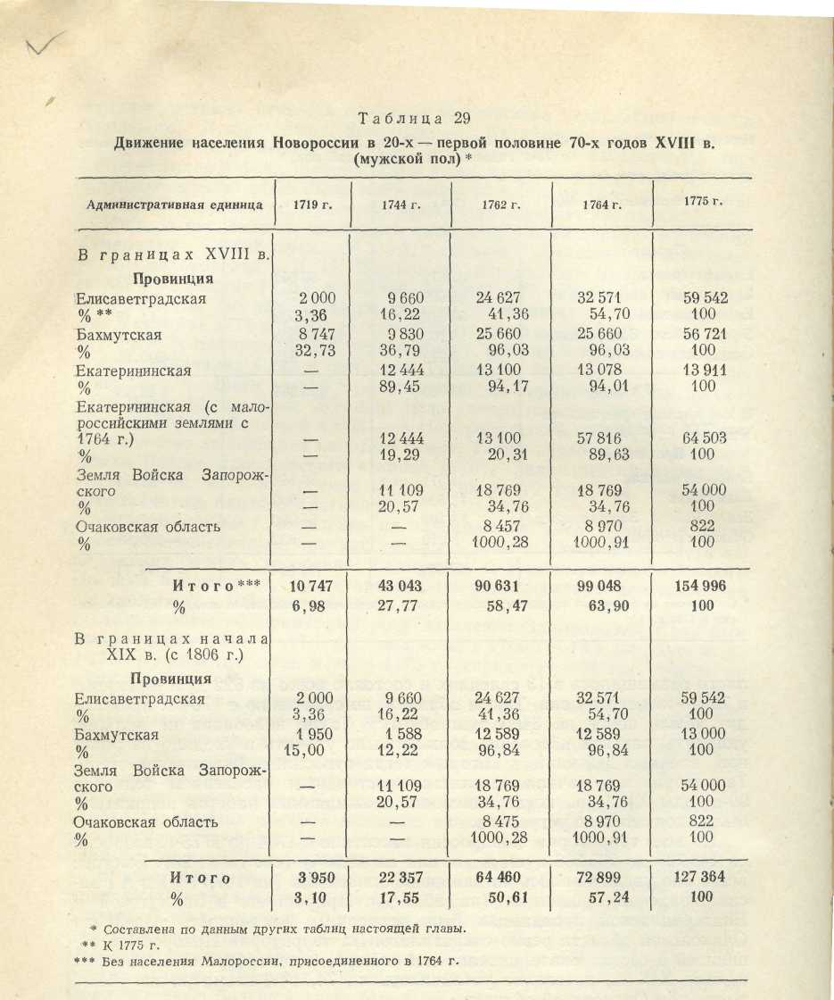 Таблица 29
Движение населения Новороссии в 20-х — первой половине 70-х годов XVIII в.
(мужской пол) *
Административная единица 1719 г. 1744 г. 1762 г. 1764 г. 1775 г.
В границах XVIII в.
Провинция
Елисаветградская 2 000 9 660 24 627 32 571 59 542
% ** 3,36 16,22 41,36 54,70 100
Бахмутская 8 747 9 830 25 660 25 660 56 721
% 32,73 36,79 96,03 96,03 100
Екатерининская — 12 444 13 100 13 078 13 911
% — 89,45 94,17 94,01 100
Екатерининская (с мало-
российскими землями с
1764 г.) — 12 444 13 100 57 816 64 503
% — 19,29 20,31 89,63 100
Земля Войска Запорож-
ского — 11 109 18 769 18 769 54 000
% — 20,57 34,76 34,76 100
Очаковская область — — 8 457 8 970 822
% — — 1000,28 1000,91 100
Итого*** 10 747 43 043 90 631 99 048 154 996
% 6,98 27,77 58,47 63,90 100
В границах начала
XIX в. (с 1806 г.)
Провинция
Елисаветградская 2 000 9 660 24 627 32 571 59 542
% 3,36 16,22 41,36 54,70 100
Бахмутская 1 950 1 588 12 589 12 589 13 000
% 15,00 12,22 96,84 96,84 100
Земля Войска Запорож-
ского — 11 109 18 769 18 769 54 000
% 20,57 34,76 34,76 100
Очаковская область — — 8 475 8 970 822
% — — 1000,28 1000,91 100
Итого 3 950 22 357 64 460 72 899 127 364
% 3,10 17,55 50,61 57,24 100
* Составлена по данным других таблиц настоящей главы.
** К 1775 г.
*** Без населения Малороссии, присоединенного в 1764 г.